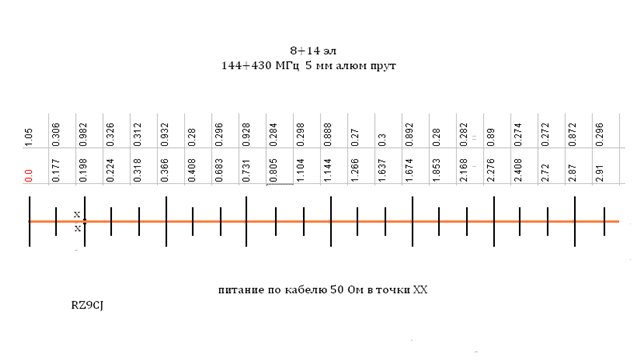 8+14 эл
144+430 МГц 5 мм алюм прут
1.05 0.306 0.982 0.326 0.312 0.932 0.28 0.296 0.928 0.284 0.298 0.888 0.27 0.3 0.892 0.28 0.282 0.89 0.274 0.272 0.872 0.296
0.0 0.177 0.198 0.224 0.318 0.366 0.408 0.683 0.731 0.805 1.104 1.144 1.266 1.637 1.674 1.853 2.168 2.276 2.408 2.72 2.87 2.91
X
X
питание по кабелю 50 Ом в точки XX
RZ9CJ